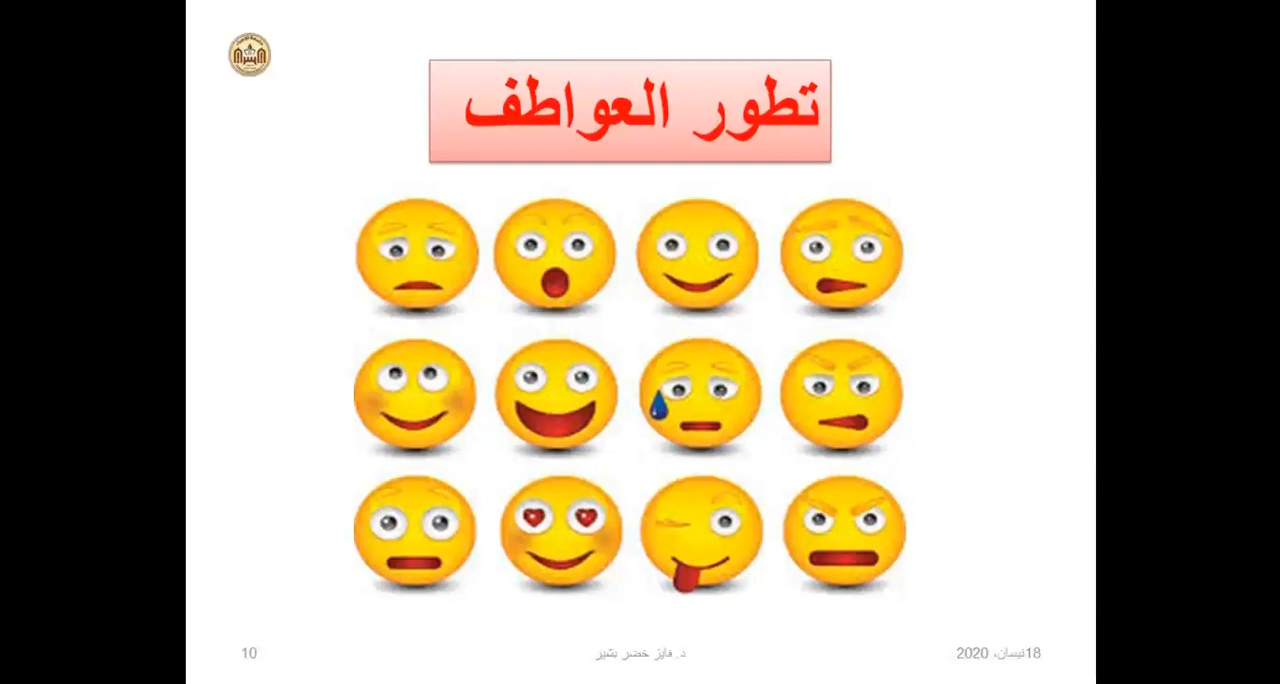 تطور العواطف
18نيسان، 2020
د. فايز خضر بشير
10